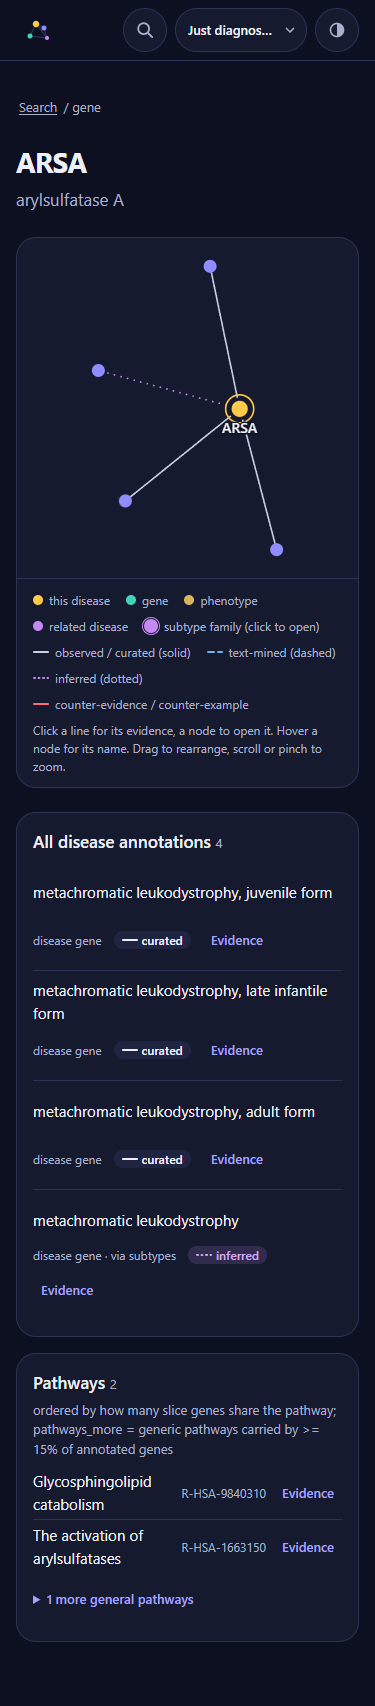 Just diagnos...
Search / gene
ARSA
arylsulfatase A
ARSA
this disease
gene
phenotype
related disease
subtype family (click to open)
observed / curated (solid)
text-mined (dashed)
inferred (dotted)
counter-evidence / counter-example
Click a line for its evidence, a node to open it. Hover a
node for its name. Drag to rearrange, scroll or pinch to
zoom.
All disease annotations 4
metachromatic leukodystrophy, juvenile form
disease gene curated Evidence
metachromatic leukodystrophy, late infantile
form
disease gene curated Evidence
metachromatic leukodystrophy, adult form
disease gene curated Evidence
metachromatic leukodystrophy
disease gene · via subtypes inferred
Evidence
Pathways 2
ordered by how many slice genes share the pathway;
pathways_more = generic pathways carried by >=
15% of annotated genes
Glycosphingolipid
catabolism
R-HSA-9840310 Evidence
The activation of
arylsulfatases
R-HSA-1663150 Evidence
1 more general pathways